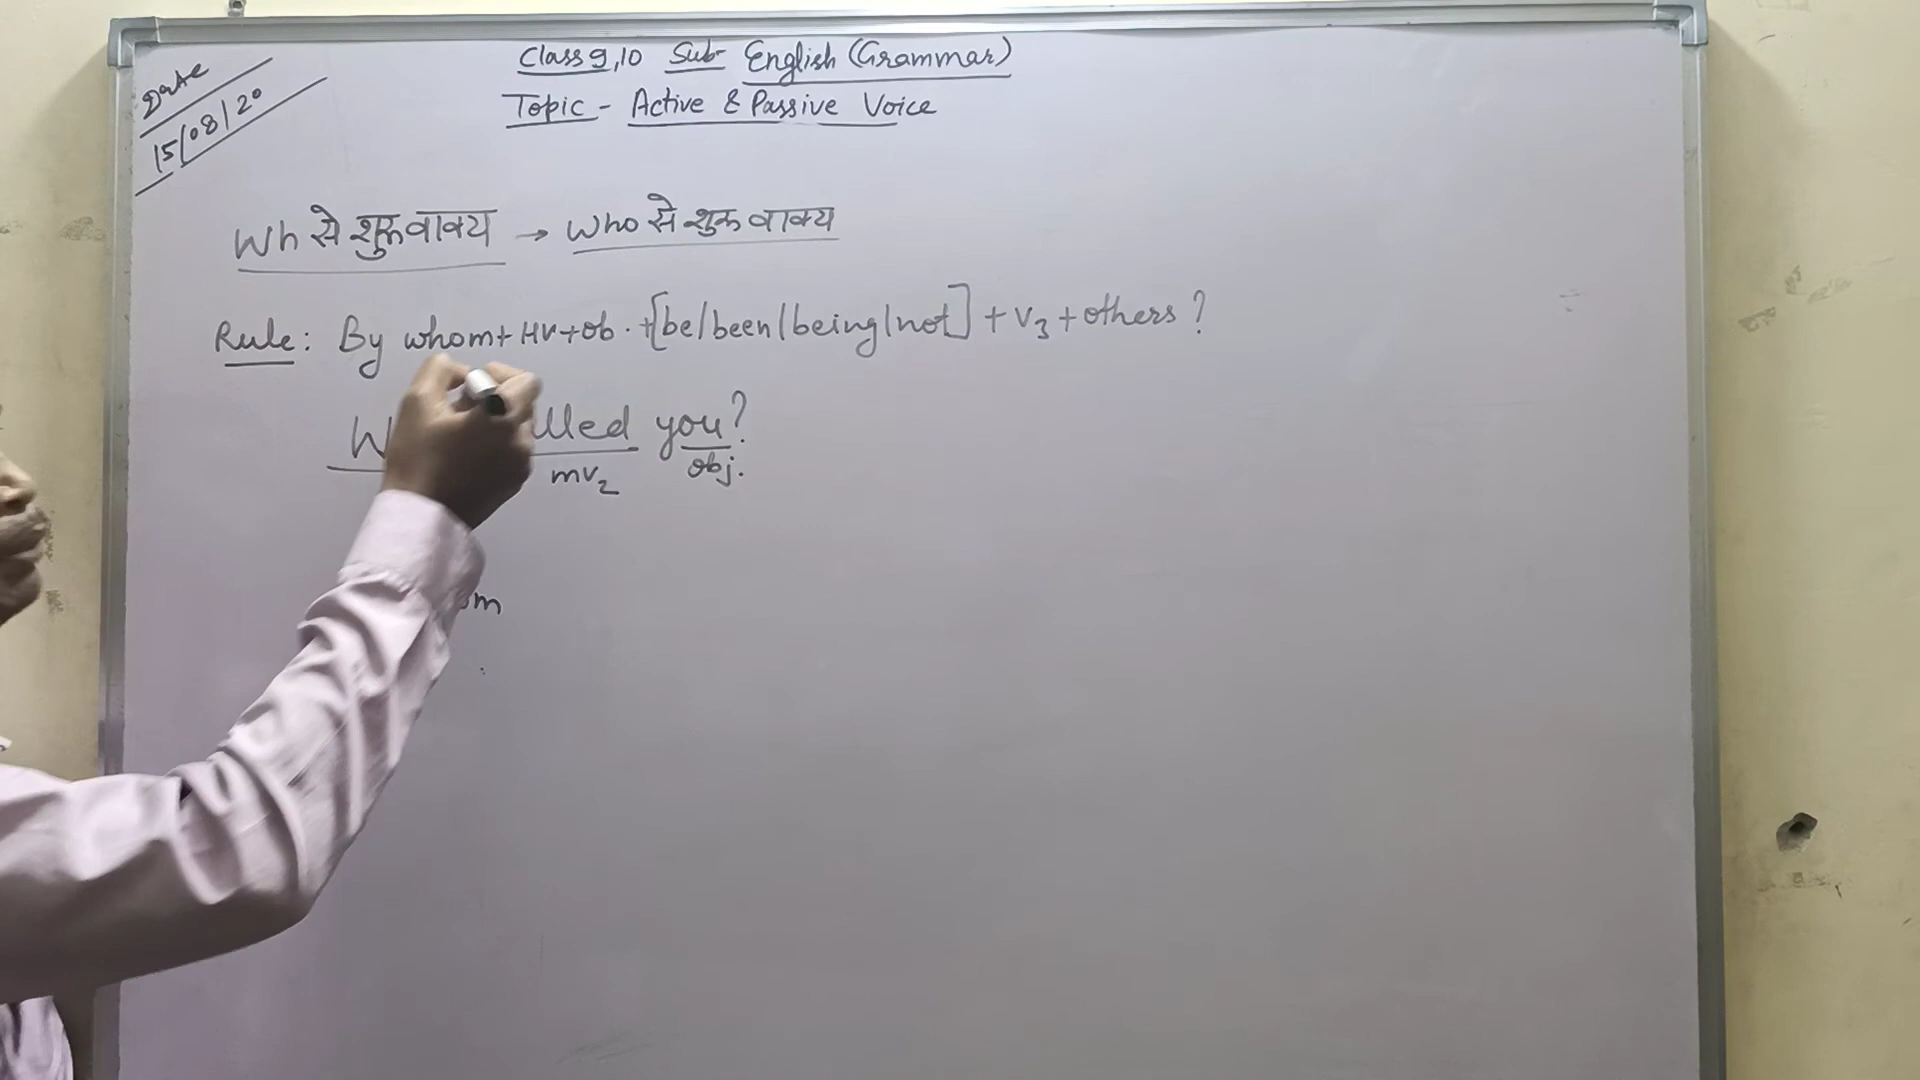 Date
15/08/20
Class 9,10 Sub- English (Grammar)
Topic - Active & Passive Voice
Wh से शुरू वाक्य → Who से शुरू वाक्य
Rule: By whom + HV + ob. + [be/been/being/not] + V3 + others ?
you?
mv2 obj.